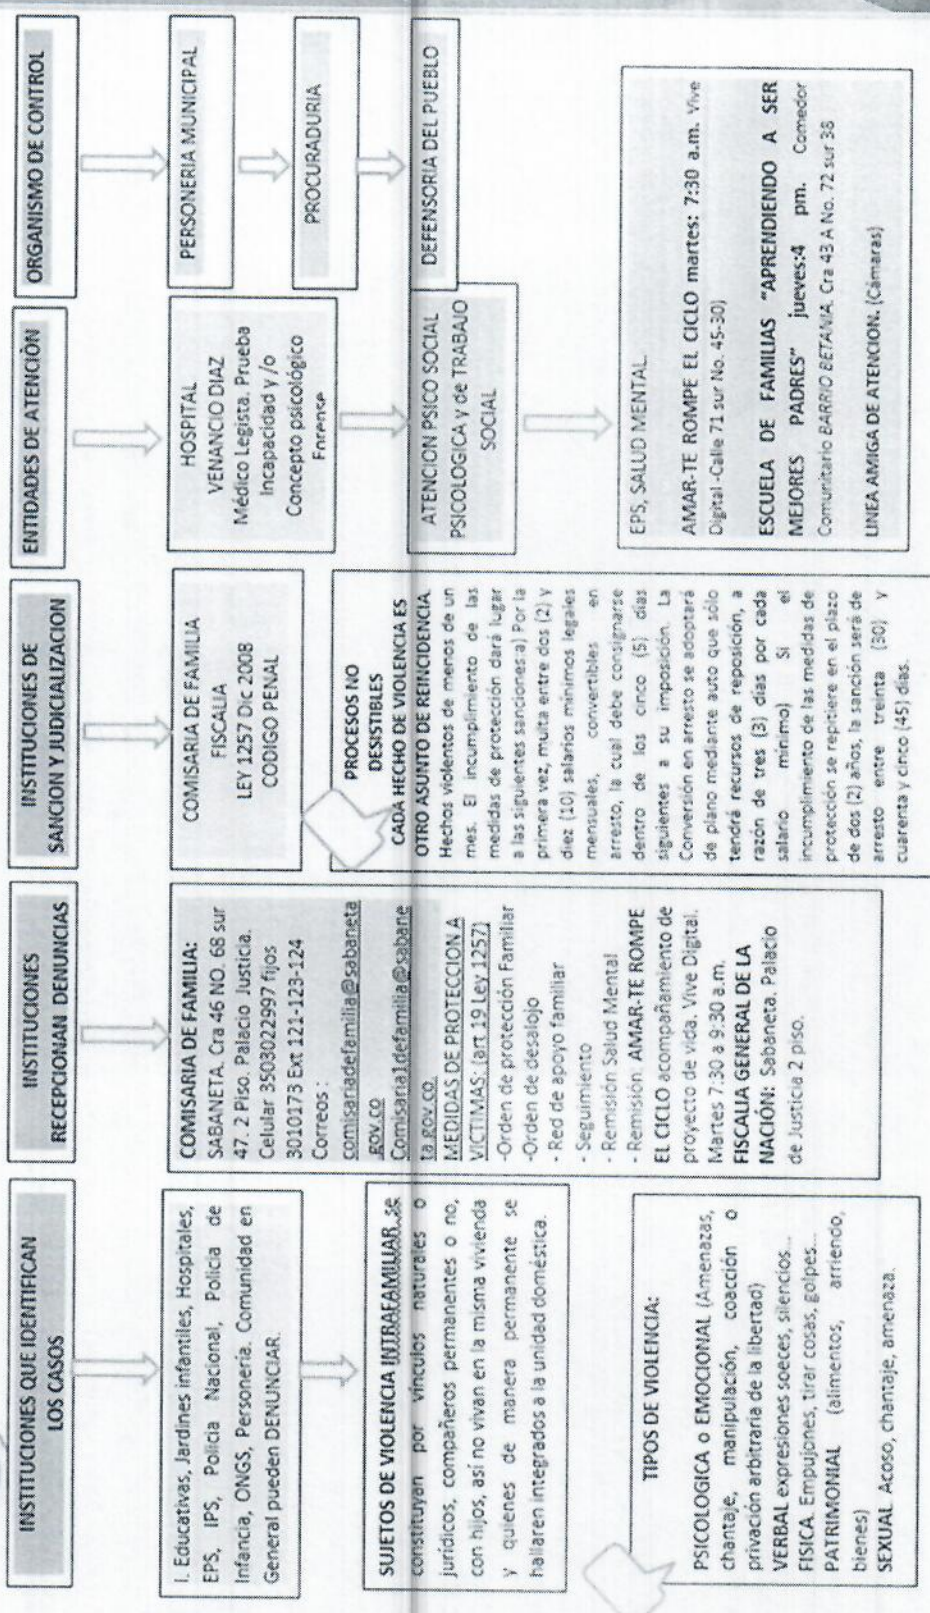 INSTITUCIONES QUE IDENTIFICAN
LOS CASOS
I. Educativas, Jardines infantiles, Hospitales,
EPS, IPS, Policía Nacional, Policía de
Infancia, ONGS, Personería, Comunidad en
General pueden DENUNCIAR.
SUJETOS DE VIOLENCIA INTRAFAMILIAR..se
constituyan por vínculos naturales o
jurídicos, compañeros permanentes o no,
con hijos, así no vivan en la misma vivienda
y quienes de manera permanente se
hallaren integrados a la unidad doméstica.
TIPOS DE VIOLENCIA:
PSICOLOGICA o EMOCIONAL (Amenazas,
chantaje, manipulación, coacción o
privación arbitraria de la libertad)
VERBAL expresiones soeces, silencios...
FISICA. Empujones, tirar cosas, golpes...
PATRIMONIAL (alimentos, arriendo,
bienes)
SEXUAL. Acoso, chantaje, amenaza.
INSTITUCIONES
RECEPCIONAN DENUNCIAS
COMISARIA DE FAMILIA:
SABANETA. Cra 46 NO. 68 sur
47. 2 Piso. Palacio Justicia.
Celular 3503022997 fijos
3010173 Ext 121-123-124
Correos :
comisariadefamilia@sabaneta
.gov.co
Comisaria1defamilia@sabane
ta.gov.co.
MEDIDAS DE PROTECCION A
VICTIMAS: (art 19 Ley 1257)
-Orden de protección Familiar
-Orden de desalojo
- Red de apoyo familiar
- Seguimiento
- Remisión Salud Mental
- Remisión: AMAR-TE ROMPE
EL CICLO acompañamiento de
proyecto de vida. Vive Digital.
Martes 7:30 a 9:30 a.m.
FISCALIA GENERAL DE LA
NACIÓN: Sabaneta. Palacio
de Justicia 2 piso.
INSTITUCIONES DE
SANCION Y JUDICIALIZACION
COMISARIA DE FAMILIA
FISCALIA
LEY 1257 Dic 2008
CODIGO PENAL
PROCESOS NO
DESISTIBLES
CADA HECHO DE VIOLENCIA ES
OTRO ASUNTO DE REINCIDENCIA.
Hechos violentos de menos de un
mes. El incumplimiento de las
medidas de protección dará lugar
a las siguientes sanciones:a) Por la
primera vez, multa entre dos (2) y
diez (10) salarios mínimos legales
mensuales, convertibles en
arresto, la cual debe consignarse
dentro de los cinco (5) días
siguientes a su imposición. La
Conversión en arresto se adoptará
de plano mediante auto que sólo
tendrá recursos de reposición, a
razón de tres (3) días por cada
salario mínimo) Si el
incumplimiento de las medidas de
protección se repitiere en el plazo
de dos (2) años, la sanción será de
arresto entre treinta (30) y
cuarenta y cinco (45) días.
ENTIDADES DE ATENCIÒN
HOSPITAL
VENANCIO DIAZ
Médico Legista. Prueba
Incapacidad y /o
Concepto psicológico
Forense
ATENCION PSICO SOCIAL
PSICOLOGICA y de TRABAJO
SOCIAL
EPS, SALUD MENTAL.
AMAR-TE ROMPE EL CICLO martes: 7:30 a.m. Vive
Digital -Calle 71 sur No. 45-30)
ESCUELA DE FAMILIAS "APRENDIENDO A SER
MEJORES PADRES" jueves:4 pm. Comedor
Comunitario BARRIO BETANIA. Cra 43 A No. 72 sur 38
LINEA AMIGA DE ATENCION. (Cámaras)
ORGANISMO DE CONTROL
PERSONERIA MUNICIPAL
PROCURADURIA
DEFENSORIA DEL PUEBLO